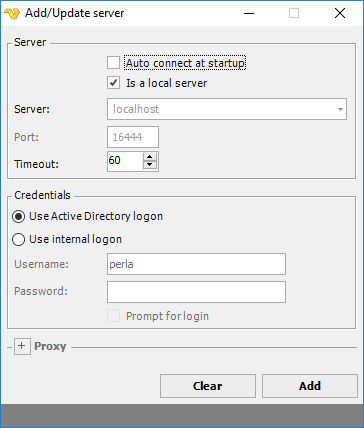 Add/Update server
Server
Auto connect at startup
Is a local server
Server: localhost
Port: 16444
Timeout: 60
Credentials
Use Active Directory logon
Use internal logon
Username: perla
Password:
Prompt for login
+ Proxy
Clear Add